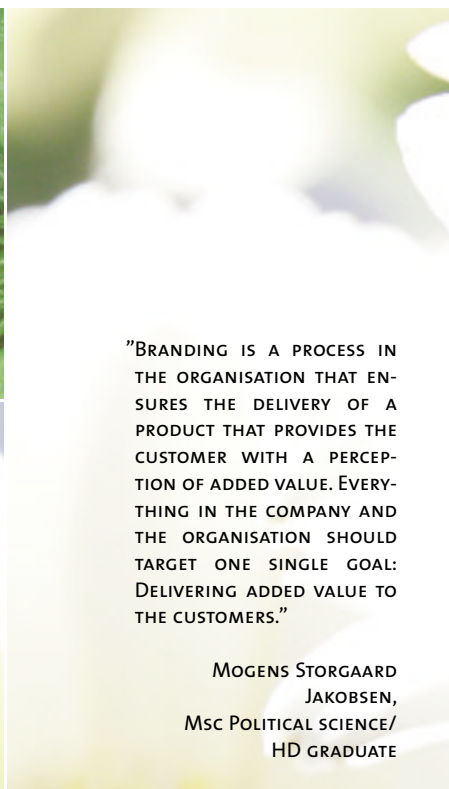 ”Branding is a process in
the organisation that en-
sures the delivery of a
product that provides the
customer with a percep-
tion of added value. Every-
thing in the company and
the organisation should
target one single goal:
Delivering added value to
the customers.”
Mogens Storgaard
Jakobsen,
Msc Political science/
HD graduate